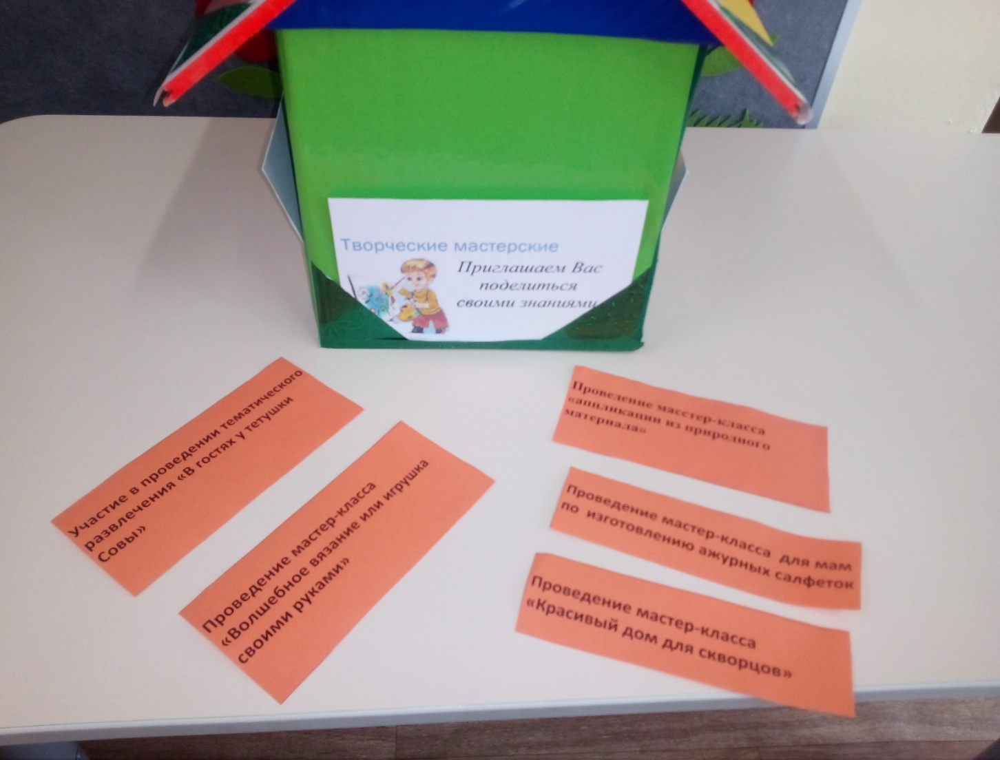 Творческие мастерские
Приглашаем Вас
поделиться
своими знаниями
Участие в проведении тематического
развлечения «В гостях у тетушки
Совы»
Проведение мастер-класса
«Волшебное вязание или игрушка
своими руками»
Проведение масстер-класса
«аппликации из природного
материала»
Проведение мастер-класса для мам
по изготовлению ажурных салфеток
Проведение мастер-класса
«Красивый дом для скворцов»